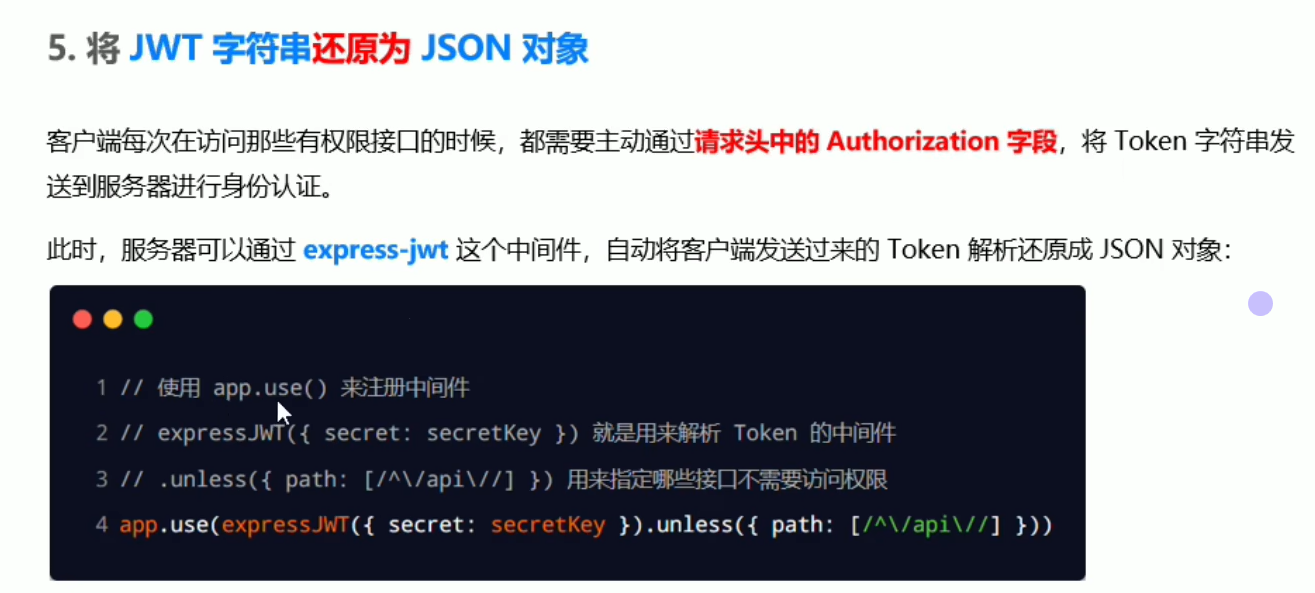 5. 将 JWT 字符串还原为 JSON 对象
客户端每次在访问那些有权限接口的时候，都需要主动通过请求头中的 Authorization 字段，将 Token 字符串发
送到服务器进行身份认证。
此时，服务器可以通过 express-jwt 这个中间件，自动将客户端发送过来的 Token 解析还原成 JSON 对象：
1 // 使用 app.use() 来注册中间件
2 // expressJWT({ secret: secretKey }) 就是用来解析 Token 的中间件
3 // .unless({ path: [/^\/api\//] }) 用来指定哪些接口不需要访问权限
4 app.use(expressJWT({ secret: secretKey }).unless({ path: [/^\/api\//] }))